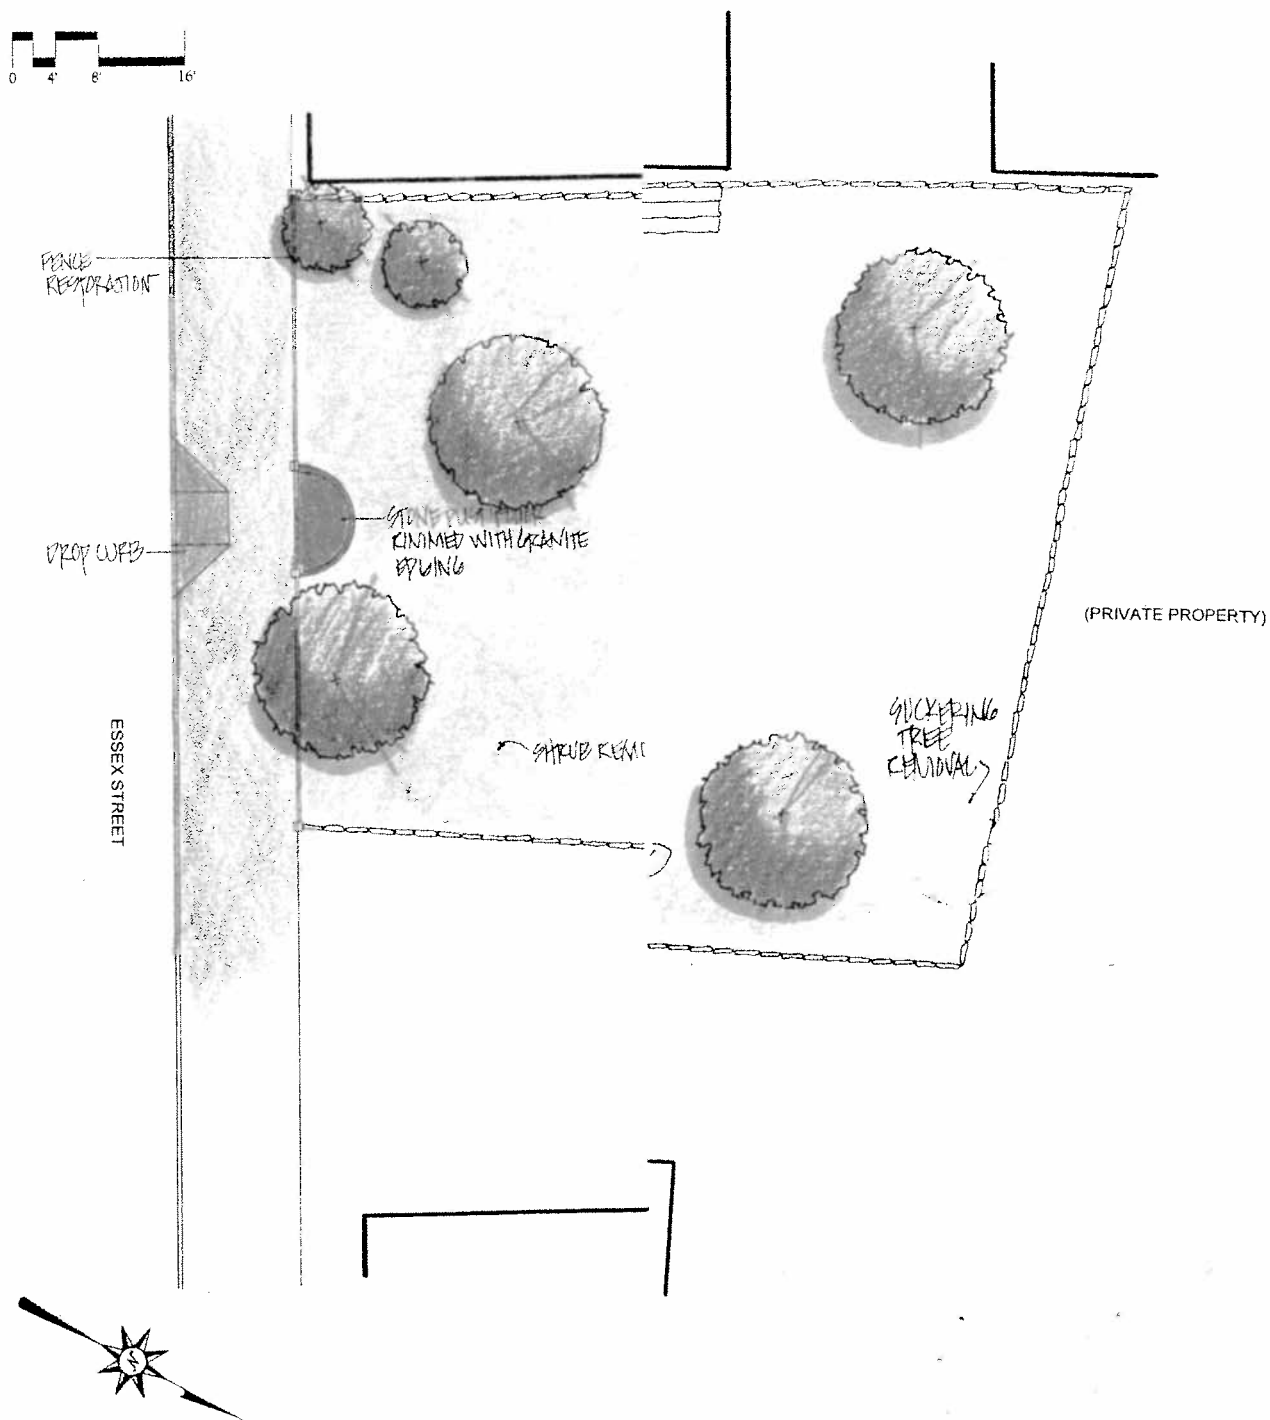 0 4' 8' 16'
FENCE
RESTORATION
STONE DUST
RIMMED WITH GRANITE
EDGING
DROP CURB
(PRIVATE PROPERTY)
SUCKERING
TREE
REMOVAL
ESSEX STREET
SHRUB